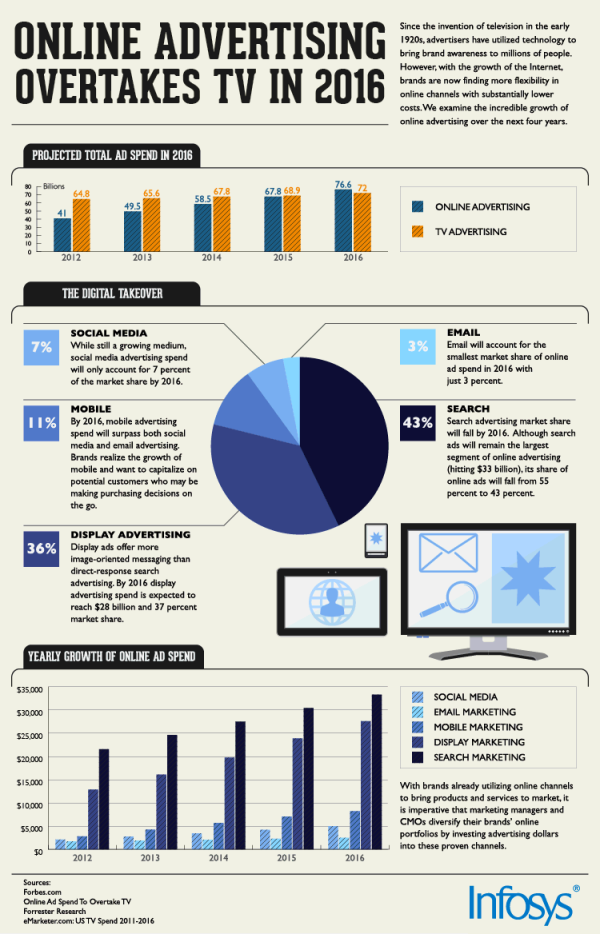 ONLINE ADVERTISING
OVERTAKES TV IN 2016
Since the invention of television in the early
1920s, advertisers have utilized technology to
bring brand awareness to millions of people.
However, with the growth of the Internet,
brands are now finding more flexibility in
online channels with substantially lower
costs. We examine the incredible growth of
online advertising over the next four years.
PROJECTED TOTAL AD SPEND IN 2016
Billions
80
70
60
50
40
30
20
10
0
41
64.8
49.5
65.6
58.5
67.8
67.8
68.9
76.6
72
2012
2013
2014
2015
2016
ONLINE ADVERTISING
TV ADVERTISING
THE DIGITAL TAKEOVER
7%
SOCIAL MEDIA
While still a growing medium,
social media advertising spend
will only account for 7 percent
of the market share by 2016.
11%
MOBILE
By 2016, mobile advertising
spend will surpass both social
media and email advertising.
Brands realize the growth of
mobile and want to capitalize on
potential customers who may be
making purchasing decisions on
the go.
36%
DISPLAY ADVERTISING
Display ads offer more
image-oriented messaging than
direct-response search
advertising. By 2016 display
advertising spend is expected to
reach $28 billion and 37 percent
market share.
3%
EMAIL
Email will account for the
smallest market share of online
ad spend in 2016 with
just 3 percent.
43%
SEARCH
Search advertising market share
will fall by 2016. Although search
ads will remain the largest
segment of online advertising
(hitting $33 billion), its share of
online ads will fall from 55
percent to 43 percent.
YEARLY GROWTH OF ONLINE AD SPEND
$35,000
$30,000
$25,000
$20,000
$15,000
$10,000
$5,000
$0
2012
2013
2014
2015
2016
SOCIAL MEDIA
EMAIL MARKETING
MOBILE MARKETING
DISPLAY MARKETING
SEARCH MARKETING
With brands already utilizing online channels
to bring products and services to market, it
is imperative that marketing managers and
CMOs diversify their brands' online
portfolios by investing advertising dollars
into these proven channels.
Sources:
Forbes.com
Online Ad Spend To Overtake TV
Forrester Research
eMarketer.com: US TV Spend 2011-2016
Infosys®